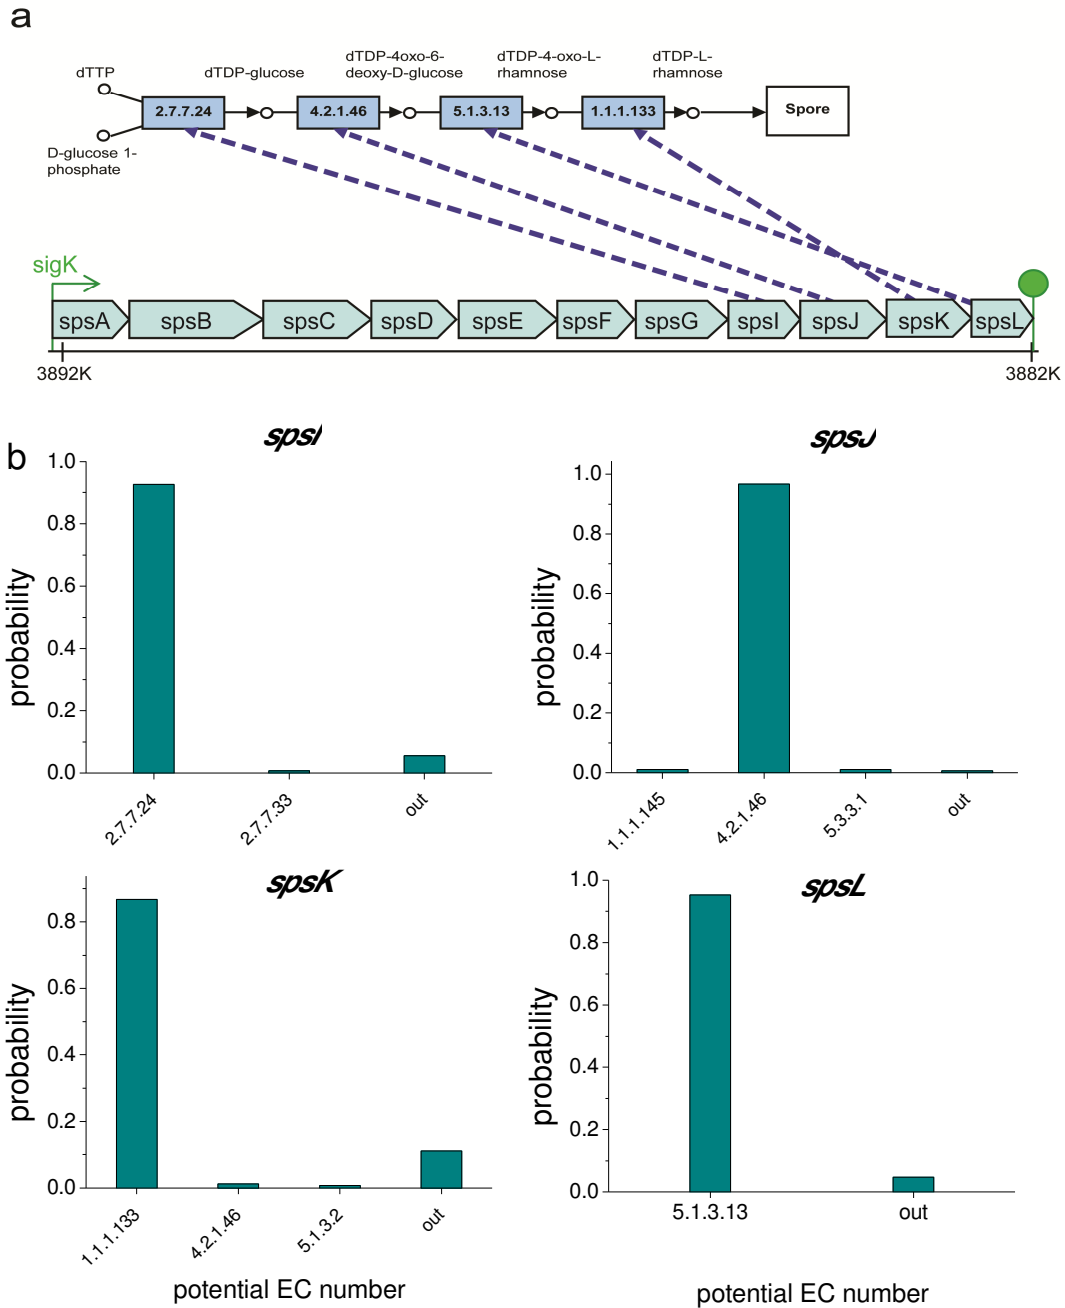 a
dTTP
dTDP-glucose
dTDP-4oxo-6-
deoxy-D-glucose
dTDP-4-oxo-L-
rhamnose
dTDP-L-
rhamnose
2.7.7.24
4.2.1.46
5.1.3.13
1.1.1.133
Spore
D-glucose 1-
phosphate
sigK
spsA
spsB
spsC
spsD
spsE
spsF
spsG
spsI
spsJ
spsK
spsL
3892K
3882K
b
spsI
probability
1.0
0.8
0.6
0.4
0.2
0.0
2.7.7.24
2.7.7.33
out
spsJ
probability
1.0
0.8
0.6
0.4
0.2
0.0
1.1.1.145
4.2.1.46
5.3.3.1
out
spsK
probability
0.8
0.6
0.4
0.2
0.0
1.1.1.133
4.2.1.46
5.1.3.2
out
potential EC number
spsL
probability
1.0
0.8
0.6
0.4
0.2
0.0
5.1.3.13
out
potential EC number